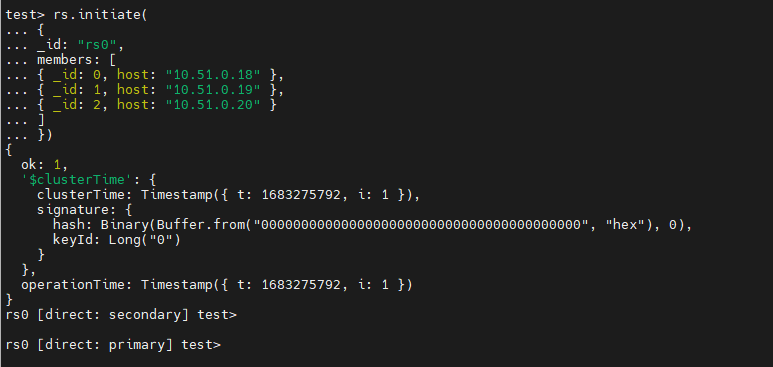 test> rs.initiate(
... {
... _id: "rs0",
... members: [
... { _id: 0, host: "10.51.0.18" },
... { _id: 1, host: "10.51.0.19" },
... { _id: 2, host: "10.51.0.20" }
... ]
... })
{
  ok: 1,
  '$clusterTime': {
    clusterTime: Timestamp({ t: 1683275792, i: 1 }),
    signature: {
      hash: Binary(Buffer.from("0000000000000000000000000000000000000000", "hex"), 0),
      keyId: Long("0")
    }
  },
  operationTime: Timestamp({ t: 1683275792, i: 1 })
}
rs0 [direct: secondary] test>
rs0 [direct: primary] test>